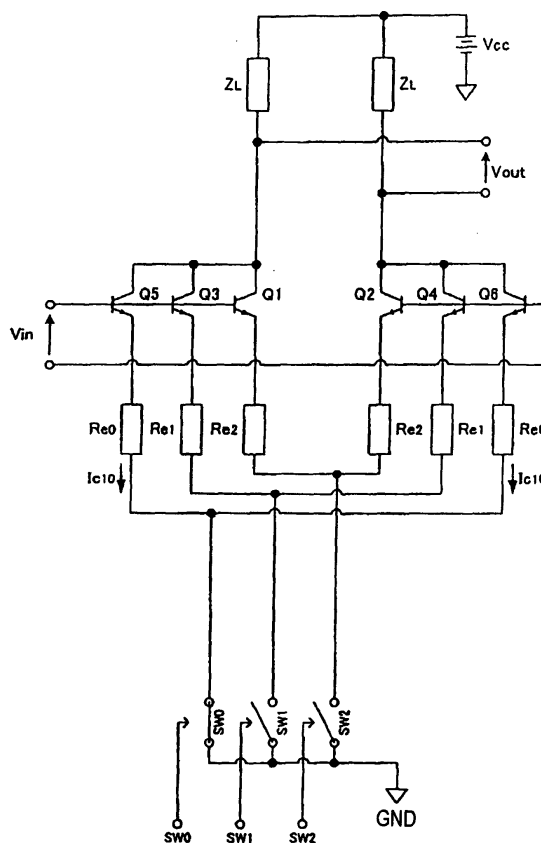 Vcc
ZL
ZL
Vout
Q5 Q3 Q1 Q2 Q4 Q6
Vin
Re0 Re1 Re2 Re2 Re1 Re0
Ic10 Ic10
SW0 SW1 SW2
GND
SW0 SW1 SW2